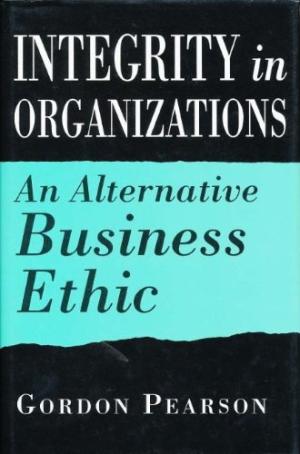 INTEGRITY in
ORGANIZATIONS
An Alternative
Business
Ethic
GORDON PEARSON